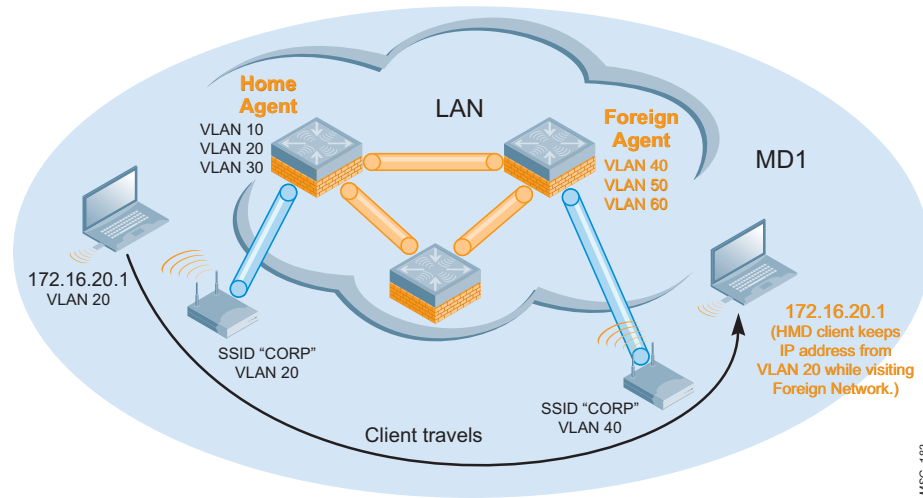 Home
Agent
VLAN 10
VLAN 20
VLAN 30
LAN
Foreign
Agent
VLAN 40
VLAN 50
VLAN 60
MD1
172.16.20.1
VLAN 20
SSID “CORP”
VLAN 20
SSID “CORP”
VLAN 40
172.16.20.1
(HMD client keeps
IP address from
VLAN 20 while visiting
Foreign Network.)
Client travels